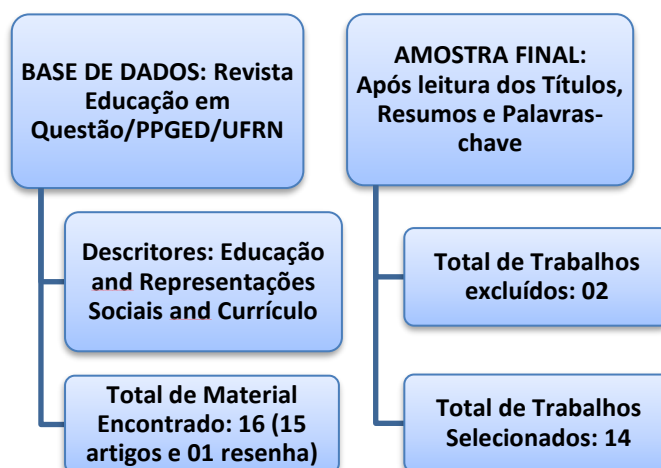 BASE DE DADOS: Revista
Educação em
Questão/PPGED/UFRN
Descritores: Educação
and Representações
Sociais and Currículo
Total de Material
Encontrado: 16 (15
artigos e 01 resenha)
AMOSTRA FINAL:
Após leitura dos Títulos,
Resumos e Palavras-
chave
Total de Trabalhos
excluídos: 02
Total de Trabalhos
Selecionados: 14